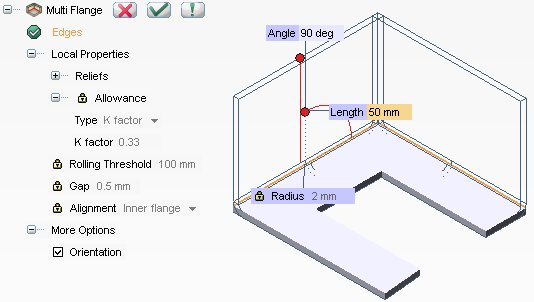 Multi Flange
Edges
Local Properties
Reliefs
Allowance
Type K factor
K factor 0.33
Rolling Threshold 100 mm
Gap 0.5 mm
Alignment Inner flange
More Options
Orientation
Angle 90 deg
Length 50 mm
Radius 2 mm